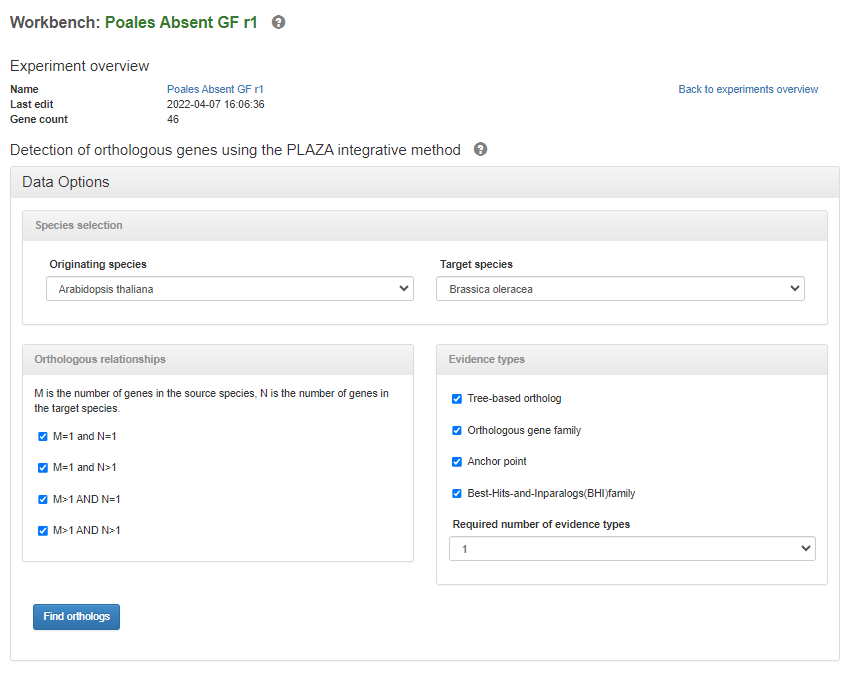 Workbench: Poales Absent GF r1 ?
Experiment overview
Name Poales Absent GF r1 Back to experiments overview
Last edit 2022-04-07 16:06:36
Gene count 46
Detection of orthologous genes using the PLAZA integrative method ?
Data Options
Species selection
Originating species Target species
Arabidopsis thaliana Brassica oleracea
Orthologous relationships
M is the number of genes in the source species, N is the number of genes in
the target species.
M=1 and N=1
M=1 and N>1
M>1 AND N=1
M>1 AND N>1
Evidence types
Tree-based ortholog
Orthologous gene family
Anchor point
Best-Hits-and-Inparalogs(BHI)family
Required number of evidence types
1
Find orthologs